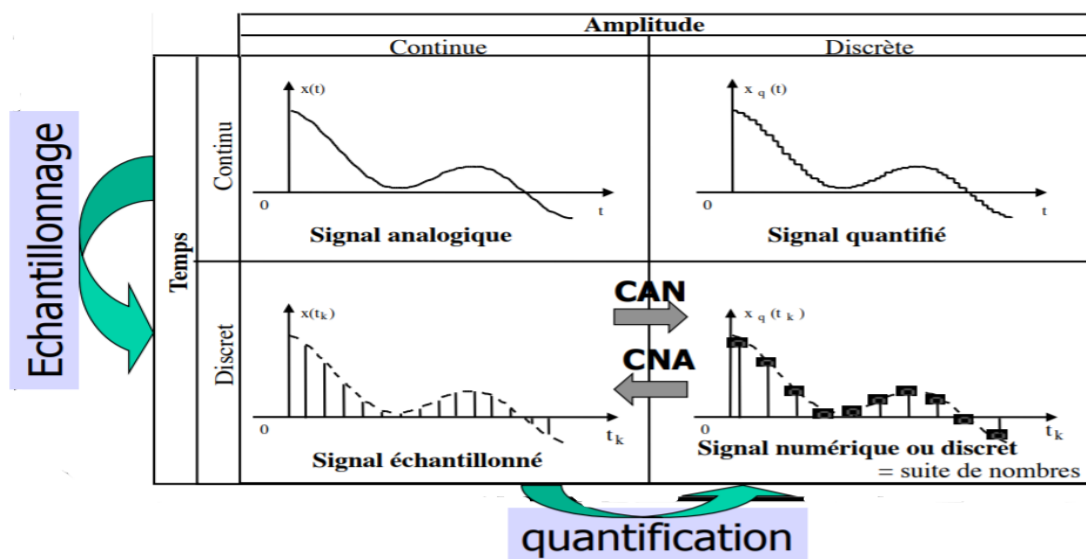 Amplitude
Continue
Discrète
Echantillonnage
Temps
Continu
x(t)
0
t
Signal analogique
x q (t)
0
t
Signal quantifié
Discret
x(tk)
0
tk
Signal échantillonné
CAN
CNA
x q (t k)
0
tk
Signal numérique ou discret
= suite de nombres
quantification